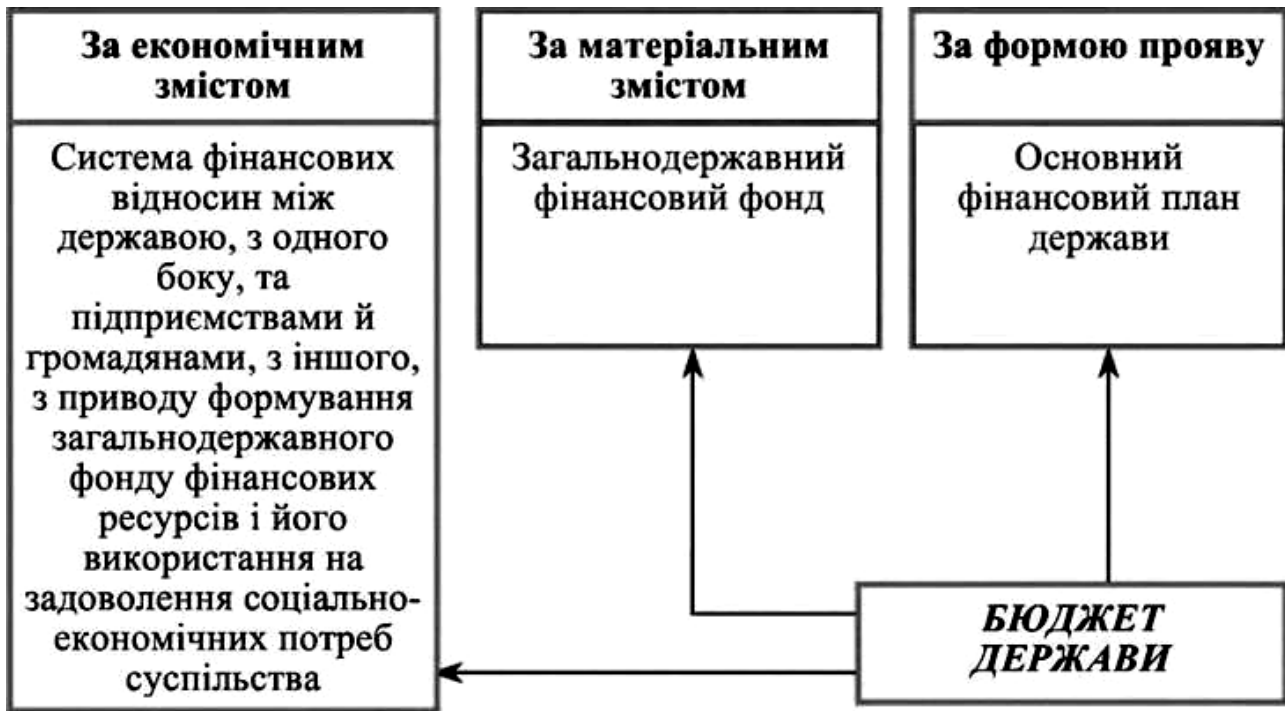 За економічним
змістом
Система фінансових
відносин між
державою, з одного
боку, та
підприємствами й
громадянами, з іншого,
з приводу формування
загальнодержавного
фонду фінансових
ресурсів і його
використання на
задоволення соціально-
економічних потреб
суспільства
За матеріальним
змістом
Загальнодержавний
фінансовий фонд
За формою прояву
Основний
фінансовий план
держави
БЮДЖЕТ
ДЕРЖАВИ